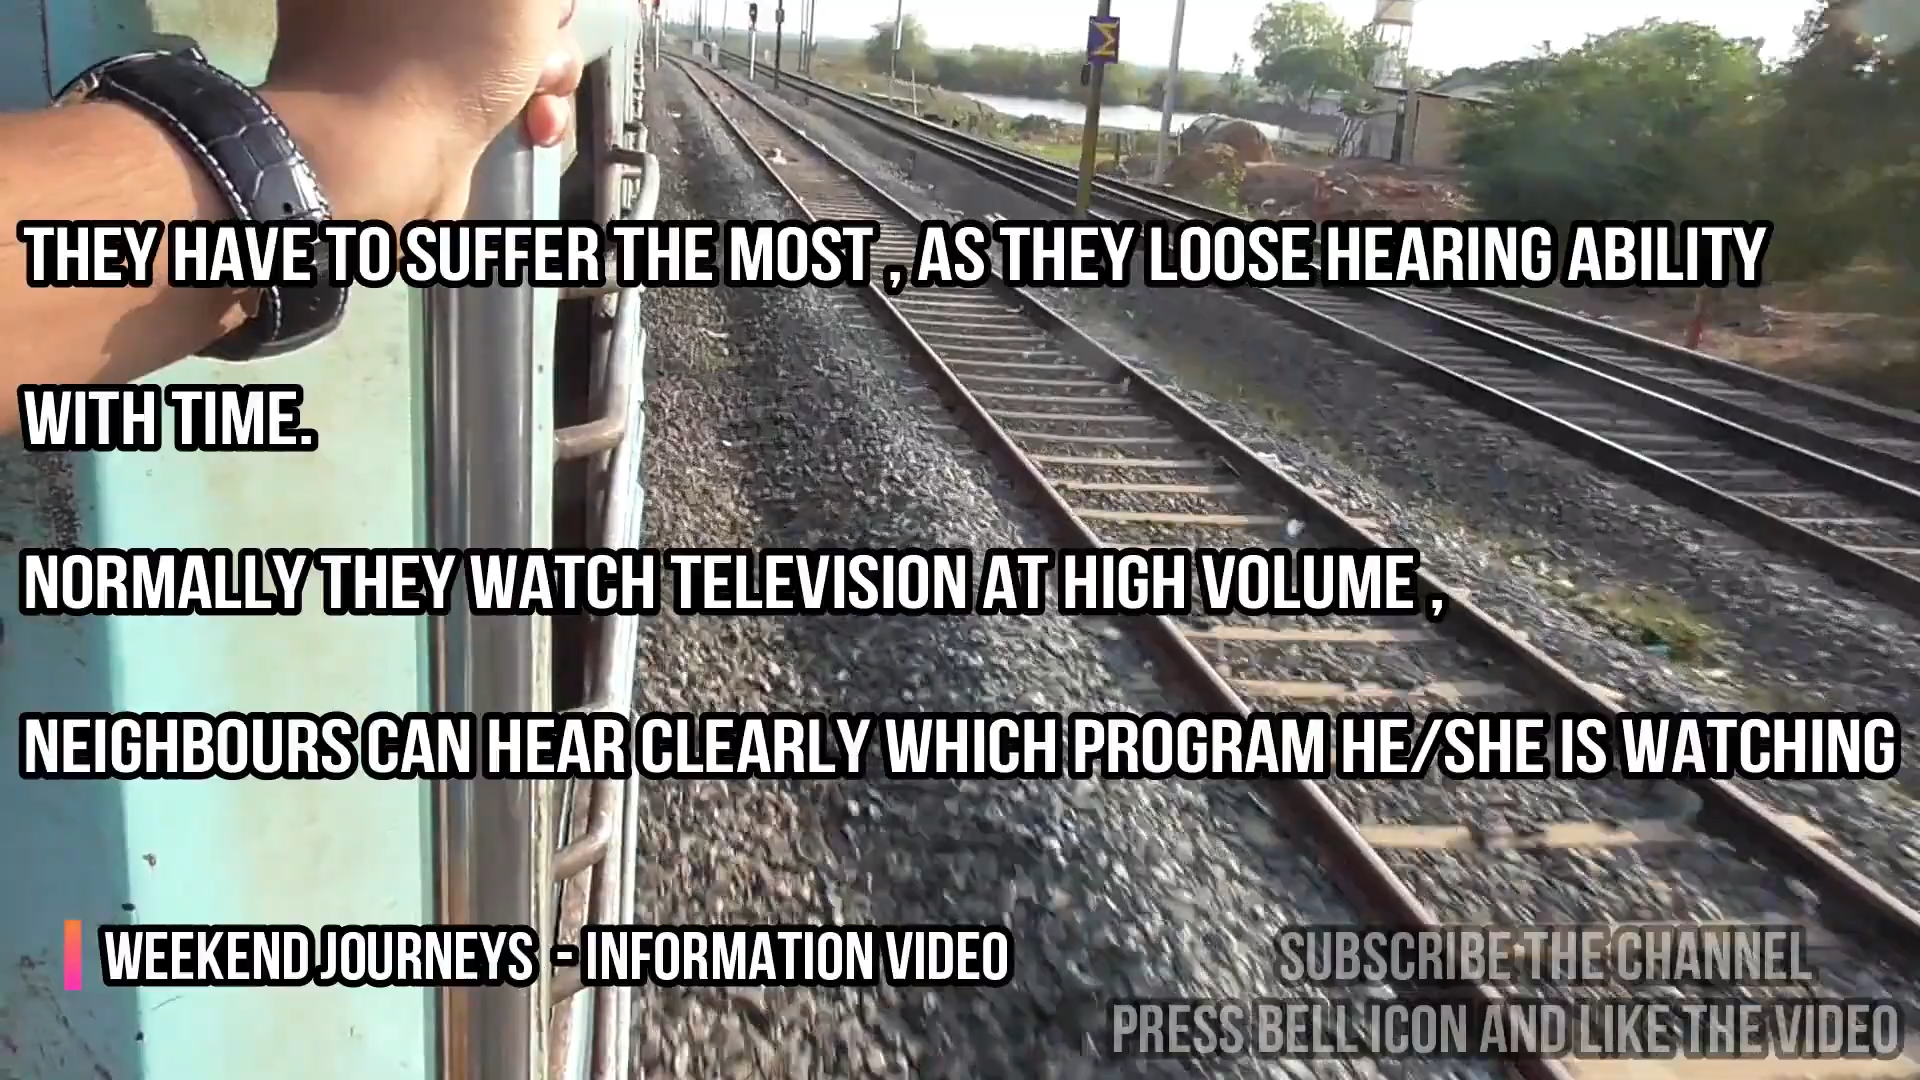 M
THEY HAVE TO SUFFER THE MOST , AS THEY LOOSE HEARING ABILITY
WITH TIME.
NORMALLY THEY WATCH TELEVISION AT HIGH VOLUME ,
NEIGHBOURS CAN HEAR CLEARLY WHICH PROGRAM HE/SHE IS WATCHING
WEEKEND JOURNEYS - INFORMATION VIDEO
SUBSCRIBE THE CHANNEL
PRESS BELL ICON AND LIKE THE VIDEO